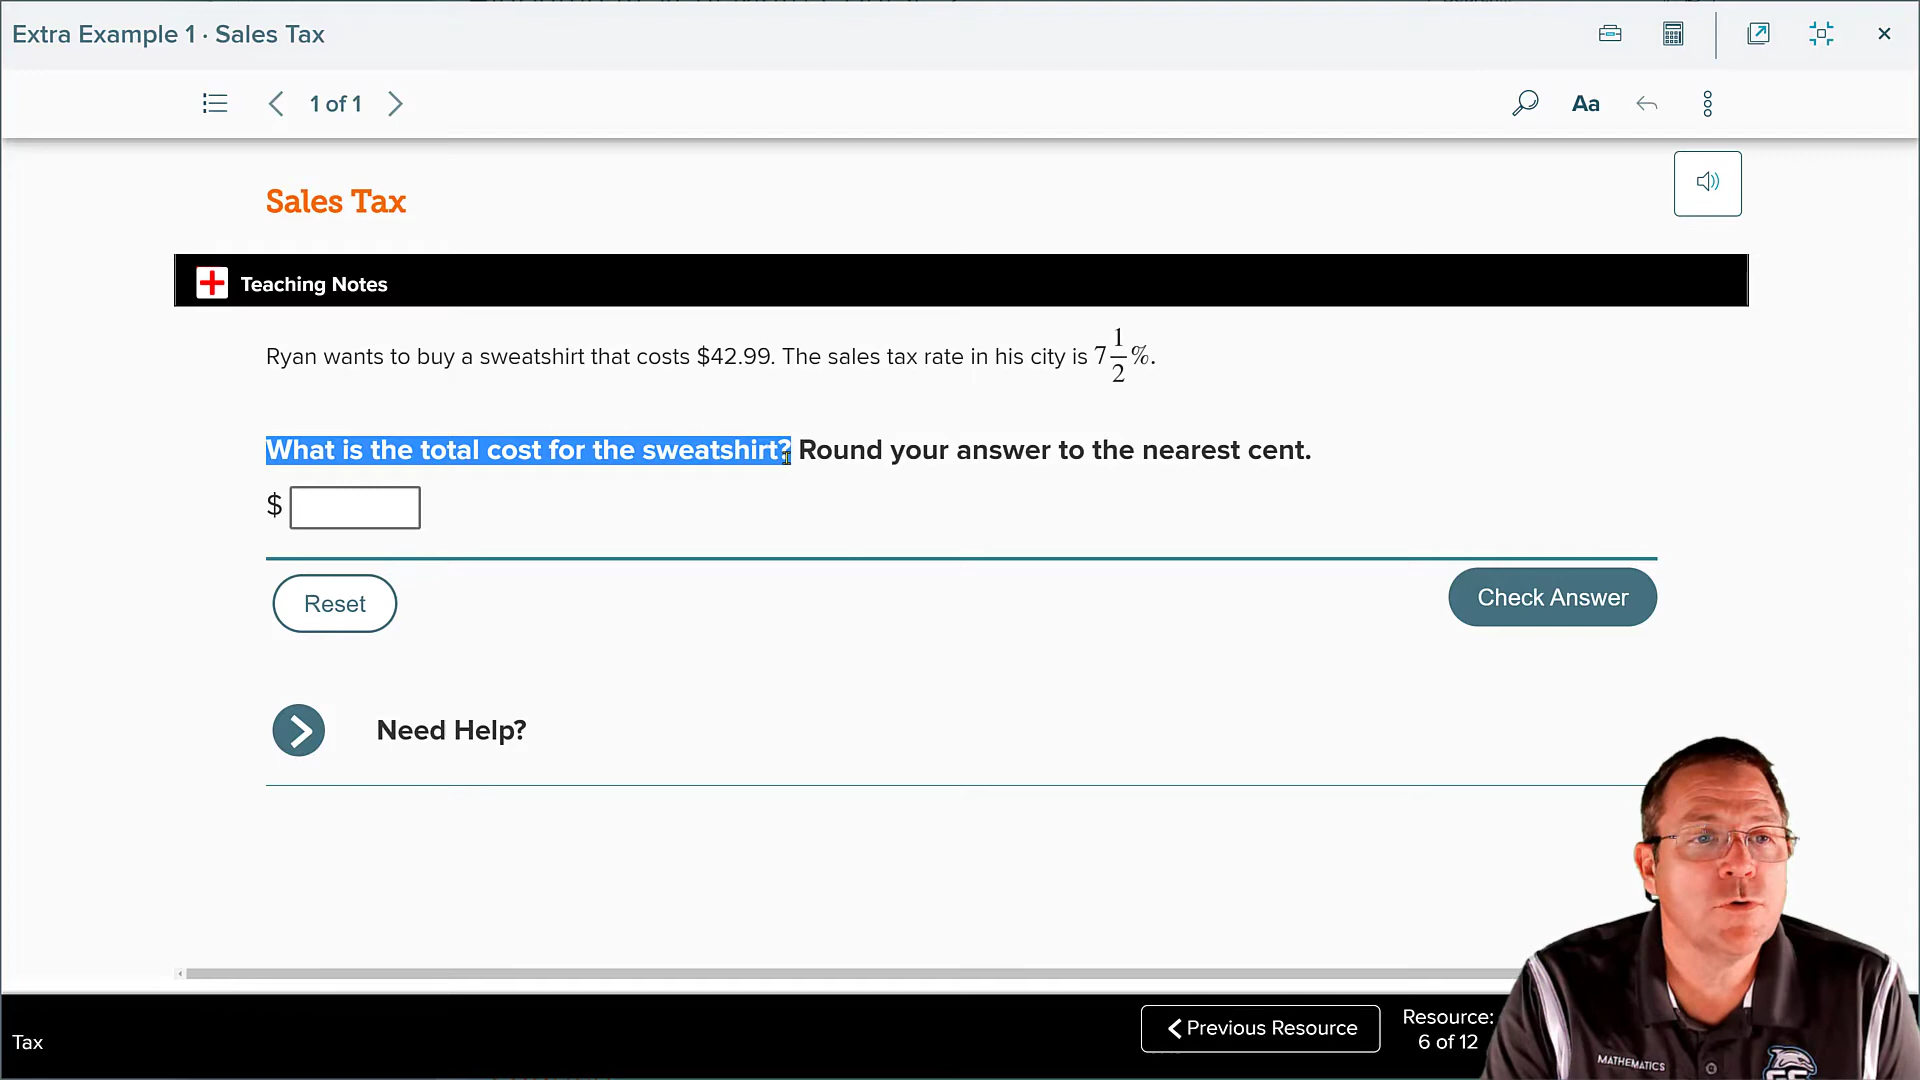 Extra Example 1 · Sales Tax
1 of 1
Aa
Sales Tax
Teaching Notes
Ryan wants to buy a sweatshirt that costs $42.99. The sales tax rate in his city is 7 1/2 %.
What is the total cost for the sweatshirt? Round your answer to the nearest cent.
$
Reset
Check Answer
Need Help?
Tax
Previous Resource
Resource:
6 of 12
MATHEMATICS